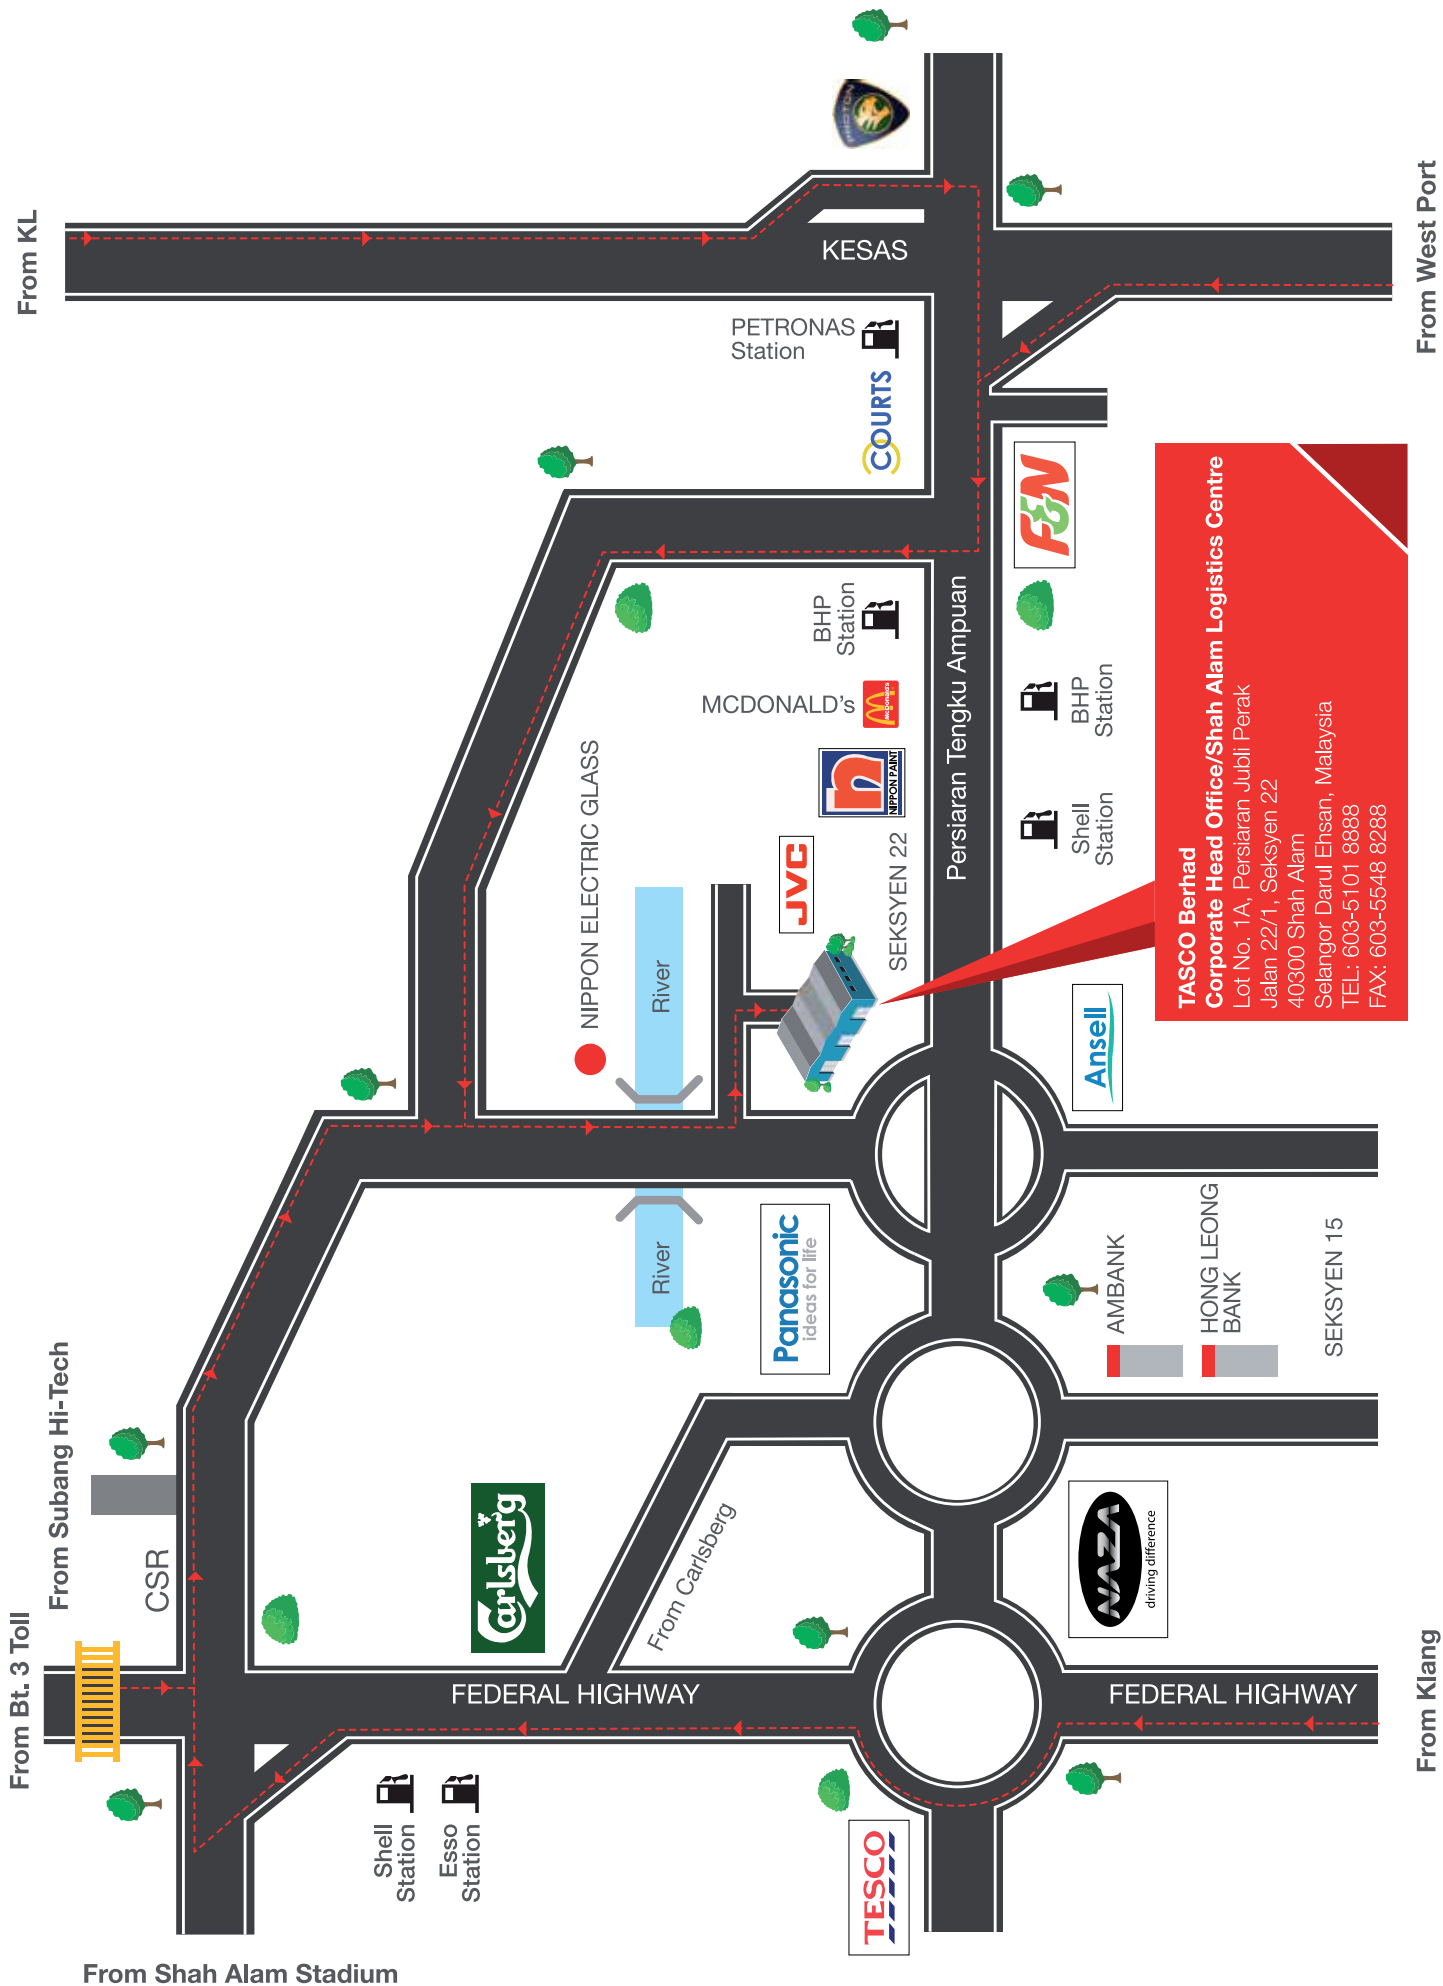 From KL
From West Port
KESAS
PROTON
PETRONAS
Station
COURTS
F&N
BHP
Station
MCDONALD's
McDonald's
NIPPON PAINT
NIPPON ELECTRIC GLASS
JVC
SEKSYEN 22
Persiaran Tengku Ampuan
BHP
Station
Shell
Station
River
Ansell
TASCO Berhad
Corporate Head Office/Shah Alam Logistics Centre
Lot No. 1A, Persiaran Jubli Perak
Jalan 22/1, Seksyen 22
40300 Shah Alam
Selangor Darul Ehsan, Malaysia
TEL: 603-5101 8888
FAX: 603-5548 8288
River
Panasonic
ideas for life
AMBANK
HONG LEONG
BANK
SEKSYEN 15
From Subang Hi-Tech
CSR
From Bt. 3 Toll
Carlsberg
From Carlsberg
NAZA
driving difference
FEDERAL HIGHWAY
FEDERAL HIGHWAY
From Klang
Shell
Station
Esso
Station
TESCO
From Shah Alam Stadium